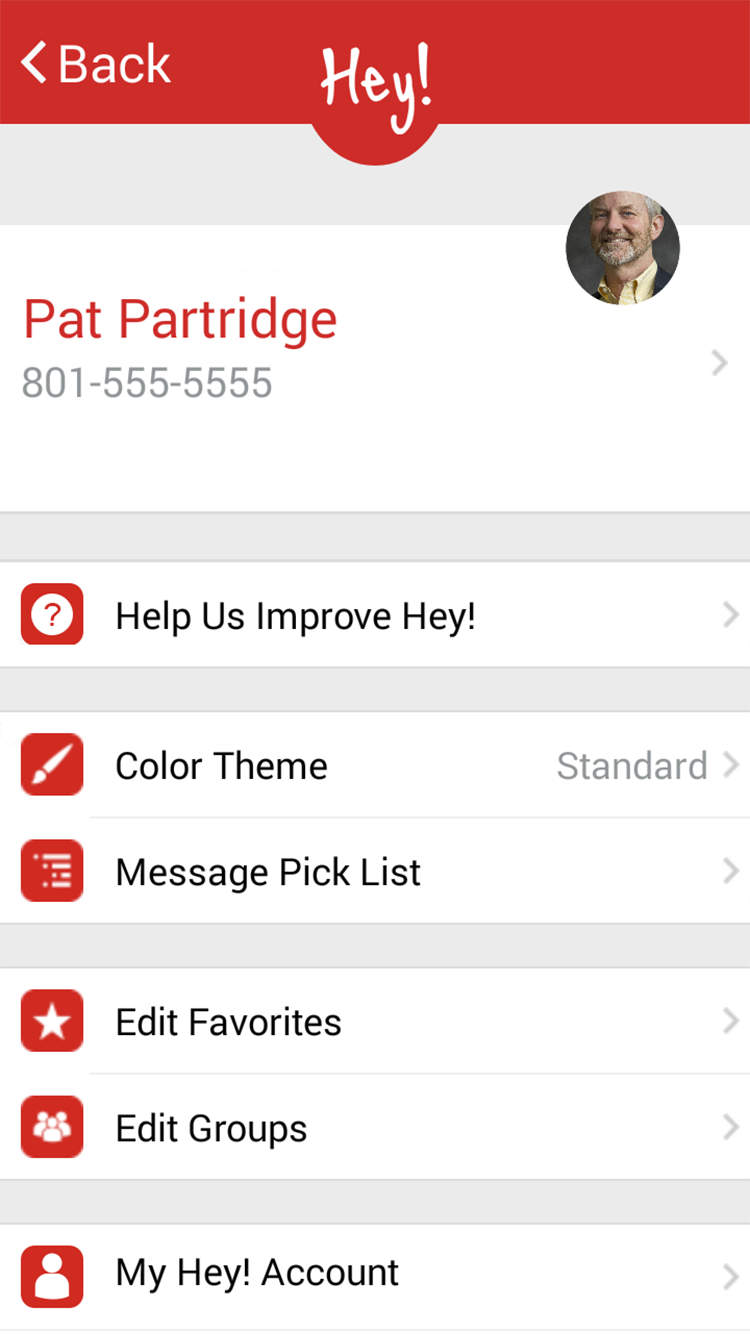 Back
Hey!
Pat Partridge
801-555-5555
?
Help Us Improve Hey!
Color Theme Standard
Message Pick List
Edit Favorites
Edit Groups
My Hey! Account